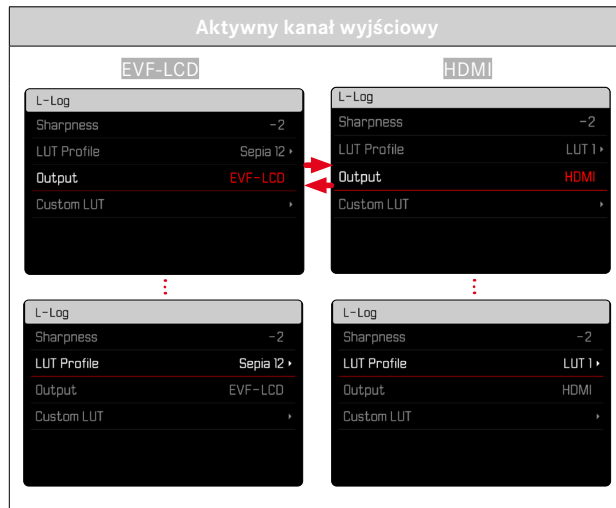 Aktywny kanał wyjściowy
EVF-LCD
L-Log
Sharpness -2
LUT Profile Sepia 12
Output EVF-LCD
Custom LUT
HDMI
L-Log
Sharpness -2
LUT Profile LUT 1
Output HDMI
Custom LUT
L-Log
Sharpness -2
LUT Profile Sepia 12
Output EVF-LCD
Custom LUT
L-Log
Sharpness -2
LUT Profile LUT 1
Output HDMI
Custom LUT